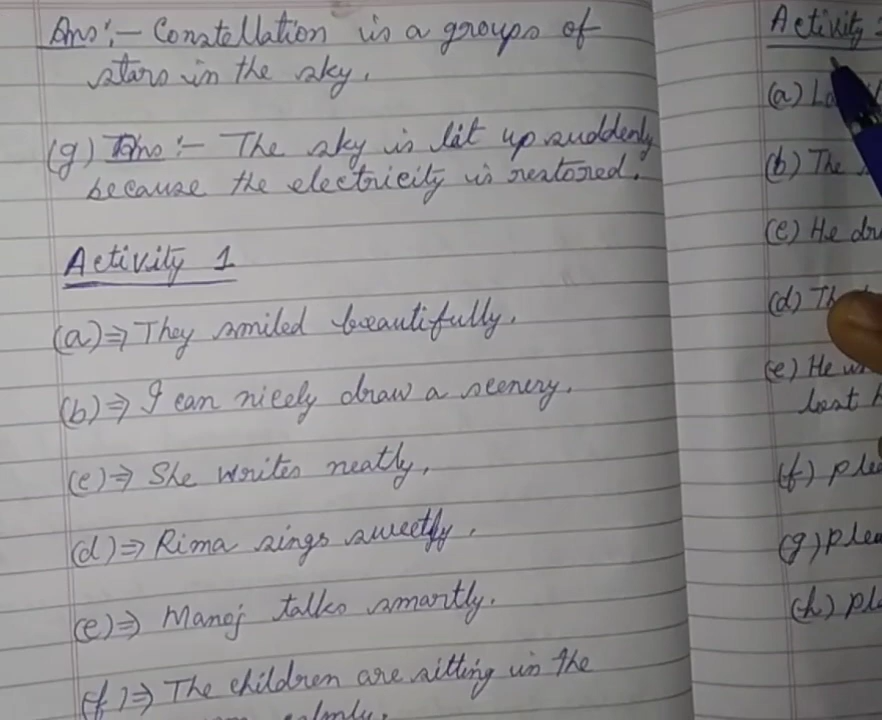 Ans:- Constellation is a groups of
stars in the sky.
(g) Ans :- The sky is lit up suddenly
because the electricity is restored.
Activity 1
(a)⇒ They smiled beautifully.
(b)⇒ I can nicely draw a scenery.
(c)⇒ She writes neatly.
(d)⇒ Rima sings sweetly.
(e)⇒ Manoj talks smartly.
(f)⇒ The children are sitting in the
calmly.
Activity
(a)
(b) The
(c) He
(d)
(e) He
best
(f)
(g)
(h)